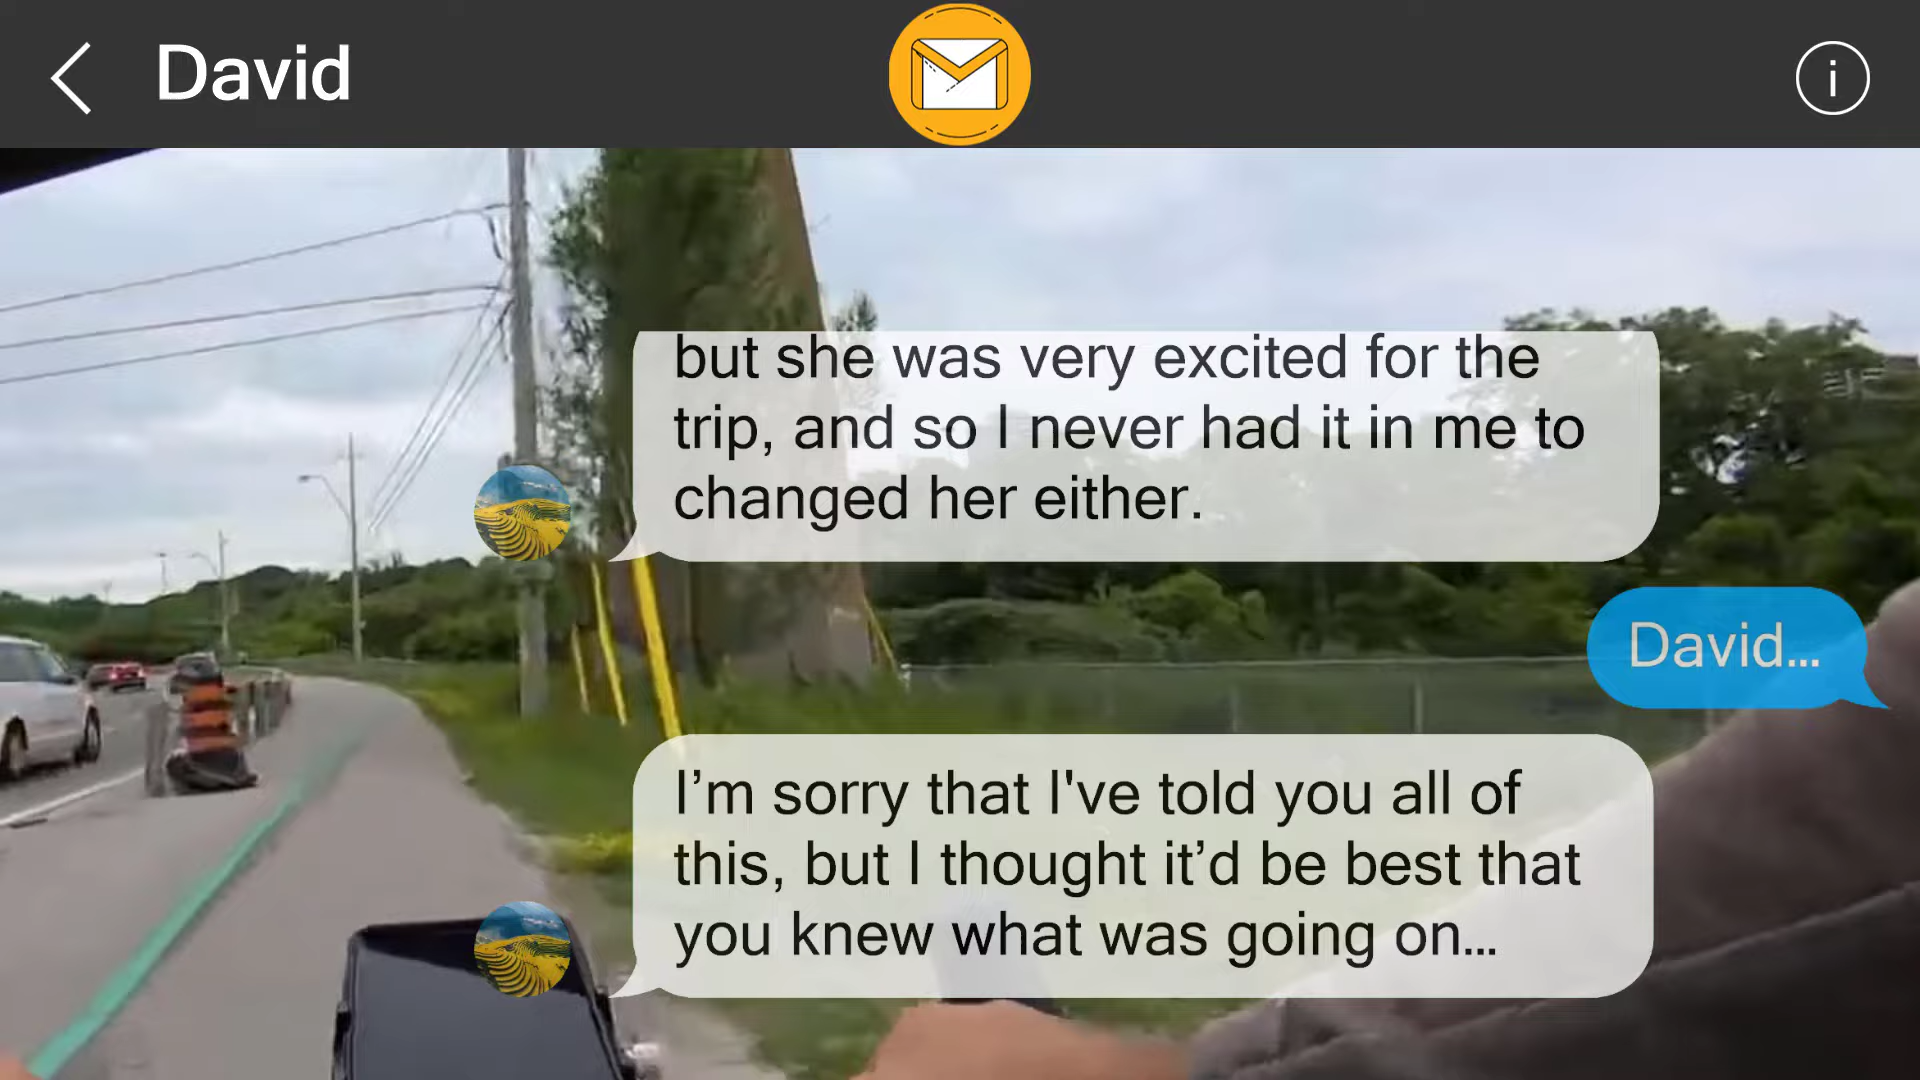 David
but she was very excited for the
trip, and so I never had it in me to
changed her either.
David...
I’m sorry that I've told you all of
this, but I thought it’d be best that
you knew what was going on...